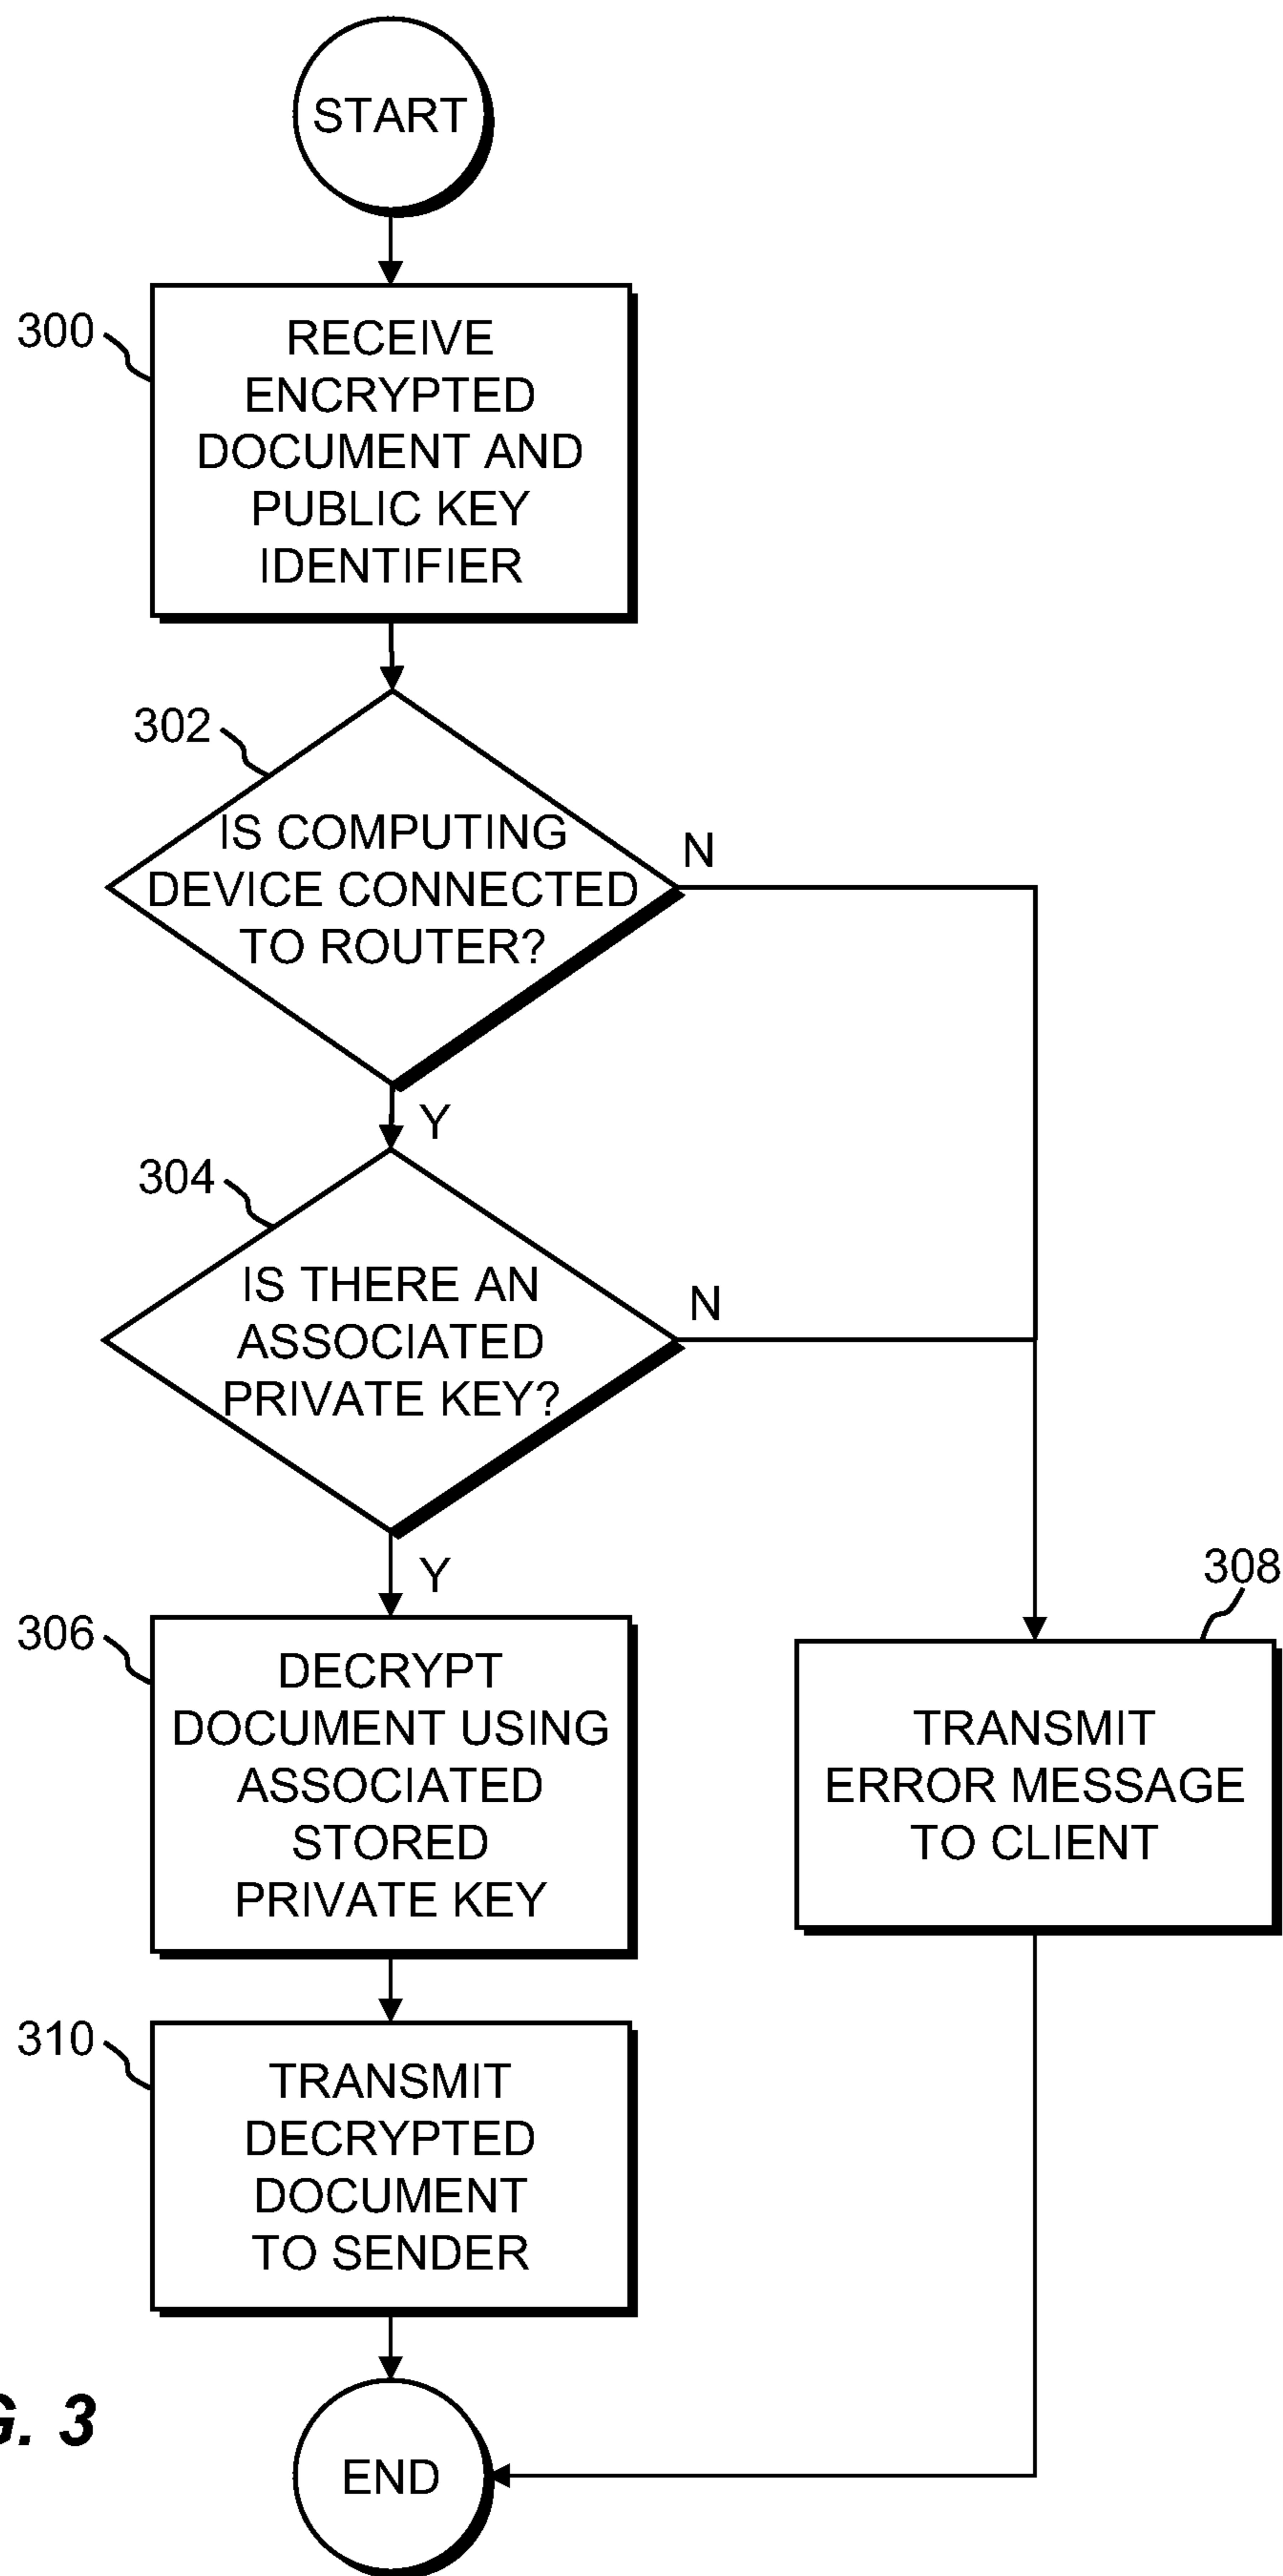 START
300
RECEIVE
ENCRYPTED
DOCUMENT AND
PUBLIC KEY
IDENTIFIER
302
IS COMPUTING
DEVICE CONNECTED
TO ROUTER?
N
Y
304
IS THERE AN
ASSOCIATED
PRIVATE KEY?
N
Y
306
DECRYPT
DOCUMENT USING
ASSOCIATED
STORED
PRIVATE KEY
308
TRANSMIT
ERROR MESSAGE
TO CLIENT
310
TRANSMIT
DECRYPTED
DOCUMENT
TO SENDER
G. 3
END